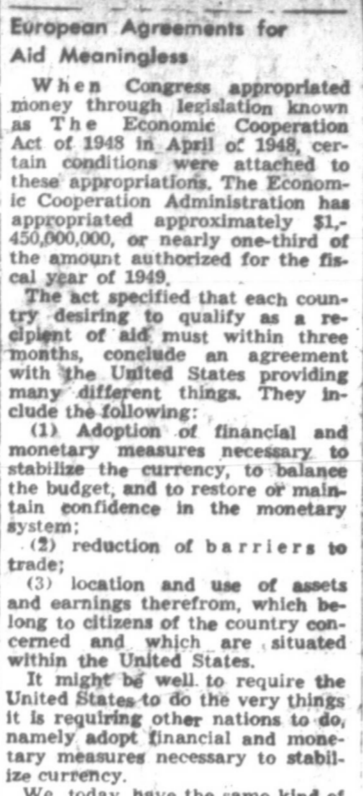 European Agreements for
Aid Meaningless
When Congress appropriated
money through legislation known
as The Economic Cooperation
Act of 1948 in April of 1948, cer-
tain conditions were attached to
these appropriations. The Econom-
ic Cooperation Administration has
appropriated approximately $1,-
450,000,000, or nearly one-third of
the amount authorized for the fis-
cal year of 1949.
The act specified that each coun-
try desiring to qualify as a re-
cipient of aid must within three
months, conclude an agreement
with the United States providing
many different things. They in-
clude the following:
(1) Adoption of financial and
monetary measures necessary to
stabilize the currency, to balance
the budget, and to restore or main-
tain confidence in the monetary
system;
(2) reduction of barriers to
trade;
(3) location and use of assets
and earnings therefrom, which be-
long to citizens of the country con-
cerned and which are situated
within the United States.
It might be well to require the
United States to do the very things
it is requiring other nations to do,
namely adopt financial and mone-
tary measures necessary to stabil-
ize currency.
We today have the same kind of